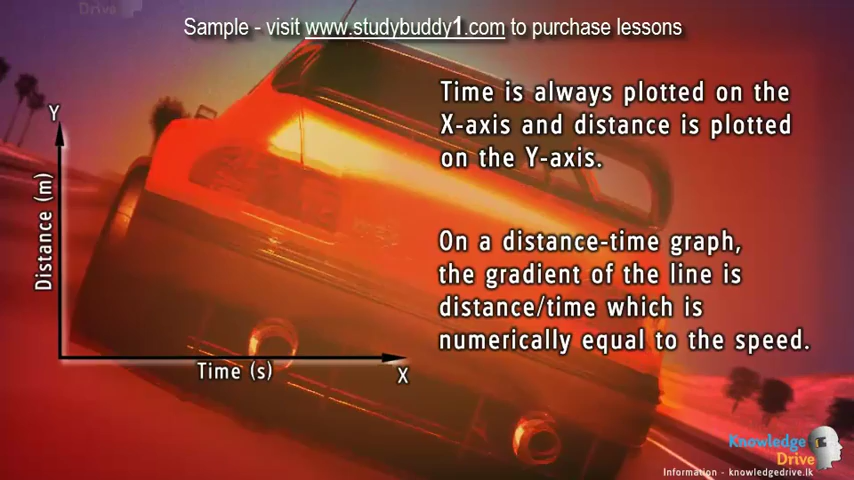 Drive
Sample - visit www.studybuddy1.com to purchase lessons
Time is always plotted on the
X-axis and distance is plotted
on the Y-axis.
Y
Distance (m)
On a distance-time graph,
the gradient of the line is
distance/time which is
numerically equal to the speed.
Time (s)
X
Knowledge
Drive
Information - knowledgedrive.lk